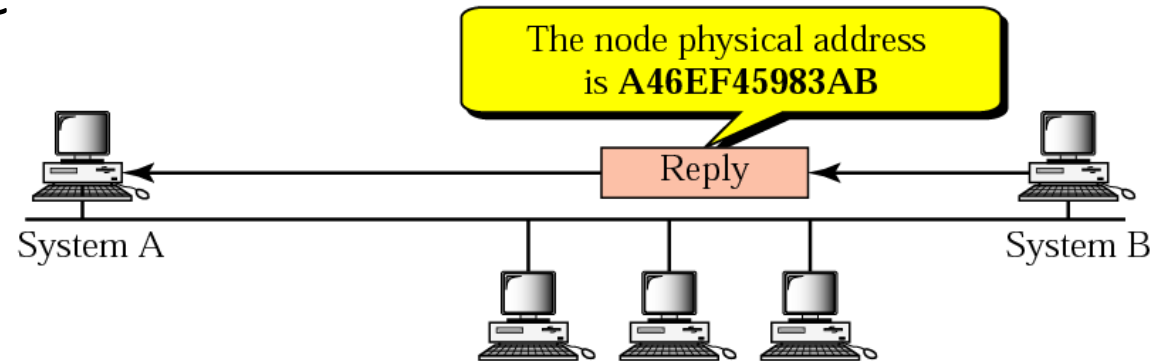 The node physical address
is A46EF45983AB
Reply
System A
System B